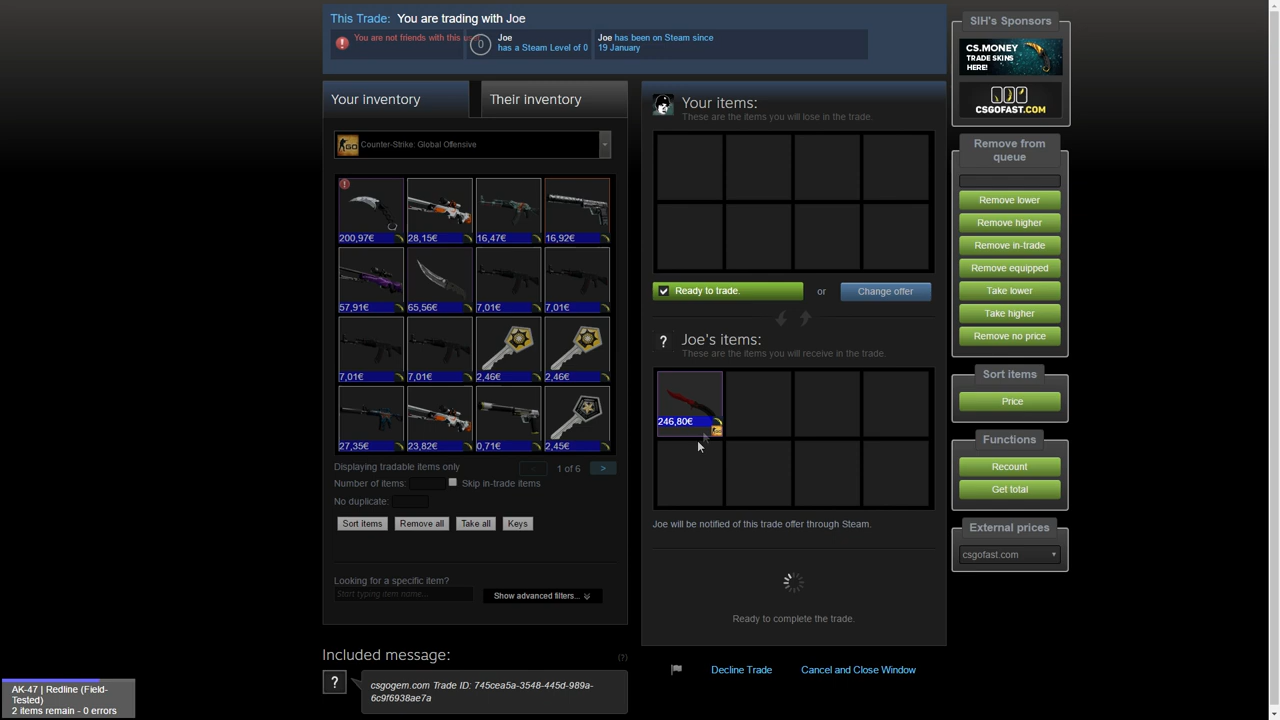 This Trade: You are trading with Joe
You are not friends with this us
0
Joe
has a Steam Level of 0
Joe has been on Steam since
19 January
Your inventory
Their inventory
Counter-Strike: Global Offensive
200,97€
28,15€
16,47€
16,92€
57,91€
65,56€
7,01€
7,01€
7,01€
7,01€
2,46€
2,46€
27,35€
23,82€
0,71€
2,45€
Displaying tradable items only
<
1 of 6
>
Number of items:
Skip in-trade items
No duplicate:
Sort items
Remove all
Take all
Keys
Looking for a specific item?
Start typing item name...
Show advanced filters...
Included message:
(?)
?
csgogem.com Trade ID: 745cea5a-3548-445d-989a-
6c9f6938ae7a
Your items:
These are the items you will lose in the trade.
Ready to trade.
or
Change offer
?
Joe's items:
These are the items you will receive in the trade.
246,80€
Joe will be notified of this trade offer through Steam.
Ready to complete the trade.
Decline Trade
Cancel and Close Window
SIH's Sponsors
CS.MONEY
TRADE SKINS
HERE!
CSGOFAST.COM
Remove from
queue
Remove lower
Remove higher
Remove in-trade
Remove equipped
Take lower
Take higher
Remove no price
Sort items
Price
Functions
Recount
Get total
External prices
csgofast.com
AK-47 | Redline (Field-
Tested)
2 items remain - 0 errors